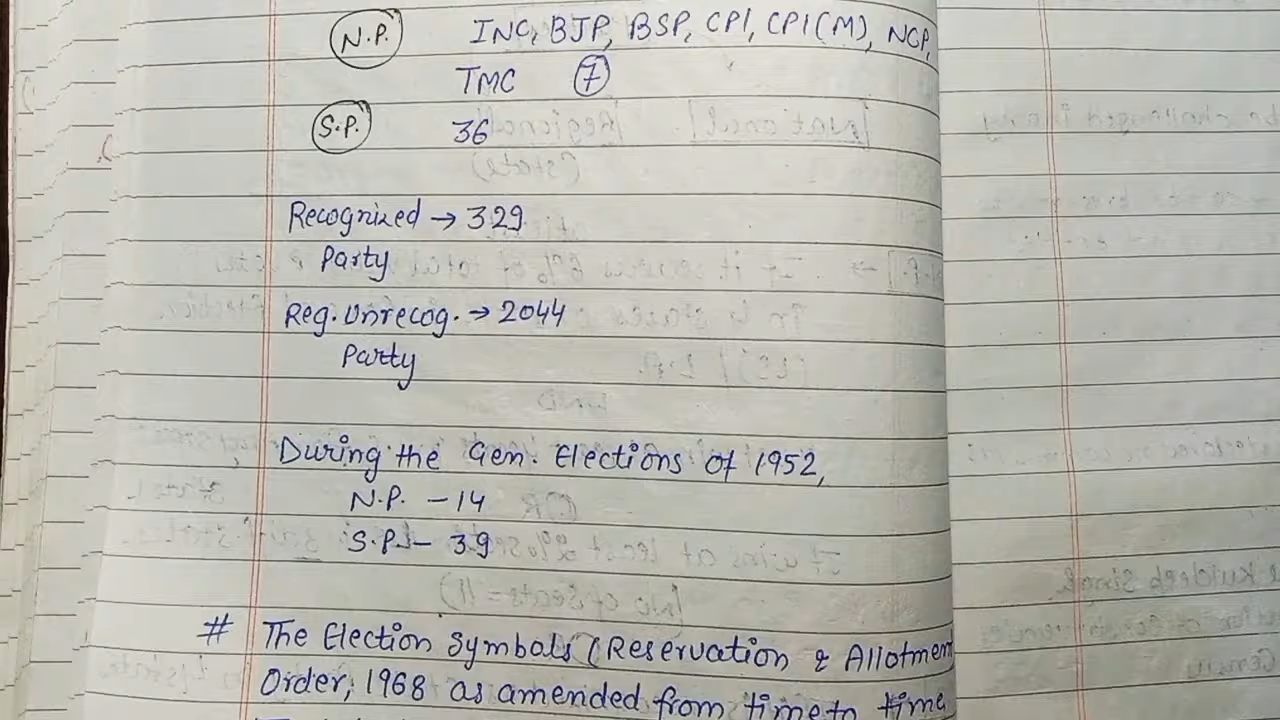 N.P. INC, BJP, BSP, CPI, CPI(M), NCP,
TMC 7
S.P. 36
Recognized → 329
Party
Reg. Unrecog. → 2044
Party
During the Gen. Elections of 1952,
N.P. - 14
S.P. - 39
# The Election Symbols (Reservation & Allotment
Order, 1968 as amended from time to time